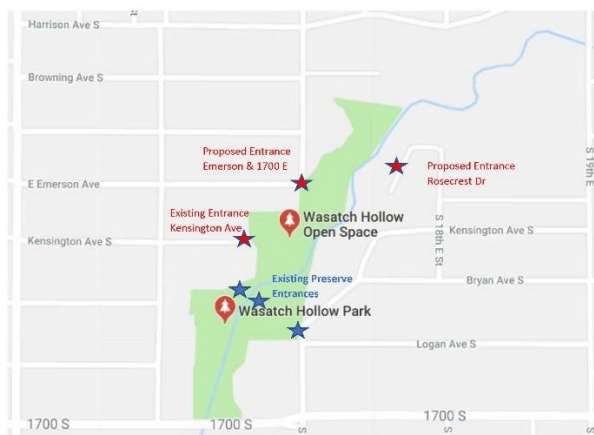 Harrison Ave S
Browning Ave S
Proposed Entrance
Emerson & 1700 E
Proposed Entrance
Rosecrest Dr
S 19th E
E Emerson Ave
Existing Entrance
Kensington Ave
Wasatch Hollow
Open Space
S 18th E St
Kensington Ave S
Kensington Ave S
Existing Preserve
Entrances
Bryan Ave S
Wasatch Hollow Park
Logan Ave S
1700 S
1700 S
1700 S